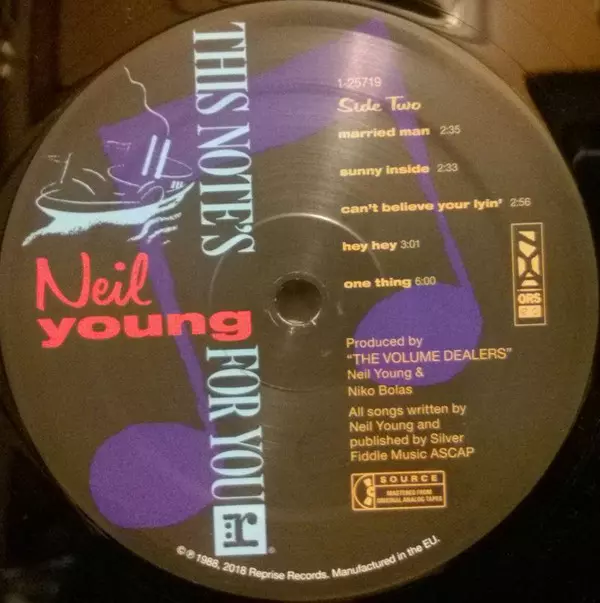 THIS NOTE'S FOR YOU
Neil
young
r
®
1-25719
Side Two
married man 2:35
sunny inside 2:33
can't believe your lyin' 2:56
hey hey 3:01
one thing 6:00
ORS
Produced by
"THE VOLUME DEALERS"
Neil Young &
Niko Bolas
All songs written by
Neil Young and
published by Silver
Fiddle Music ASCAP
SOURCE
MASTERED FROM
ORIGINAL ANALOG TAPES
© ℗ 1988, 2018 Reprise Records. Manufactured in the EU.